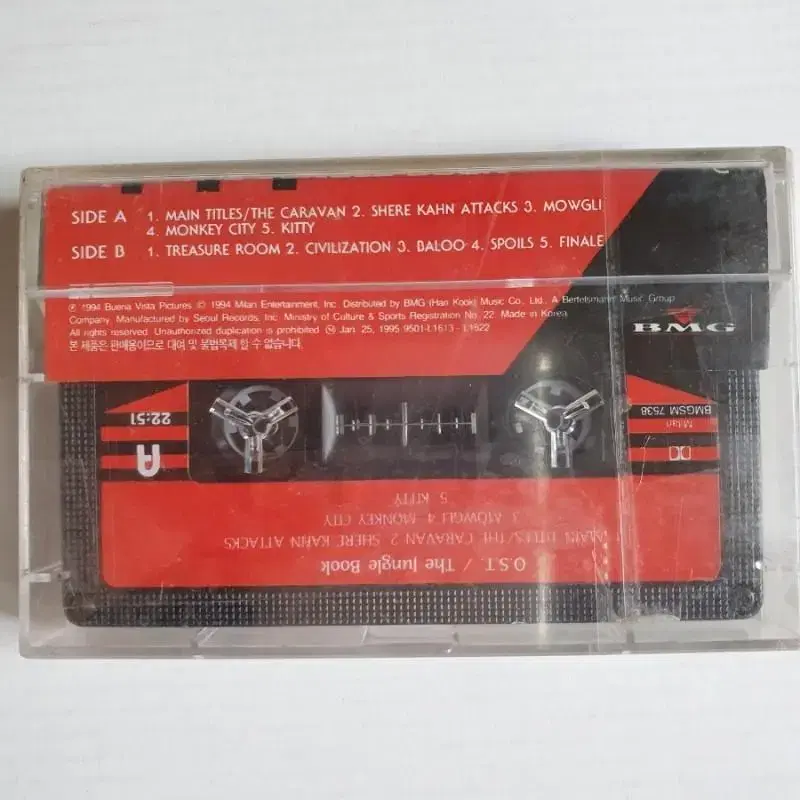 SIDE A 1. MAIN TITLES/THE CARAVAN 2. SHERE KAHN ATTACKS 3. MOWGLI
4. MONKEY CITY 5. KITTY
SIDE B 1. TREASURE ROOM 2. CIVILIZATION 3. BALOO 4. SPOILS 5. FINALE
℗ 1994 Buena Vista Pictures. © 1994 Milan Entertainment, Inc. Distributed by BMG (Han Kook) Music Co., Ltd., A Bertelsmann Music Group
Company. Manufactured by Seoul Records, Inc. Ministry of Culture & Sports Registration No. 22. Made in Korea
All rights reserved. Unauthorized duplication is prohibited Ⓜ Jan. 25, 1995 9501-L1613-L1622
본 제품은 판매용이므로 대여 및 불법복제 할 수 없습니다.
BMG
O.S.T. / The Jungle Book
MAIN TITLES/THE CARAVAN 2. SHERE KAHN ATTACKS
3. MOWGLI 4. MONKEY CITY
5. KITTY
A
22:51
Milan
BMGSM 7538